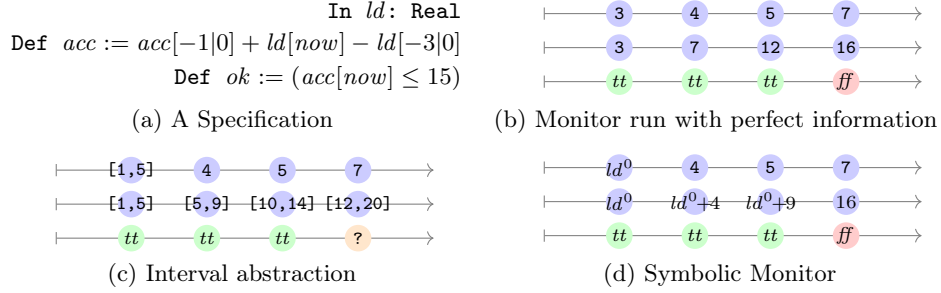 In ld: Real
Def acc := acc[−1|0] + ld[now] − ld[−3|0]
Def ok := (acc[now] ≤ 15)
(a) A Specification
3 4 5 7
3 7 12 16
tt tt tt ff
(b) Monitor run with perfect information
[1,5] 4 5 7
[1,5] [5,9] [10,14] [12,20]
tt tt tt ?
(c) Interval abstraction
ld⁰ 4 5 7
ld⁰ ld⁰+4 ld⁰+9 16
tt tt tt ff
(d) Symbolic Monitor